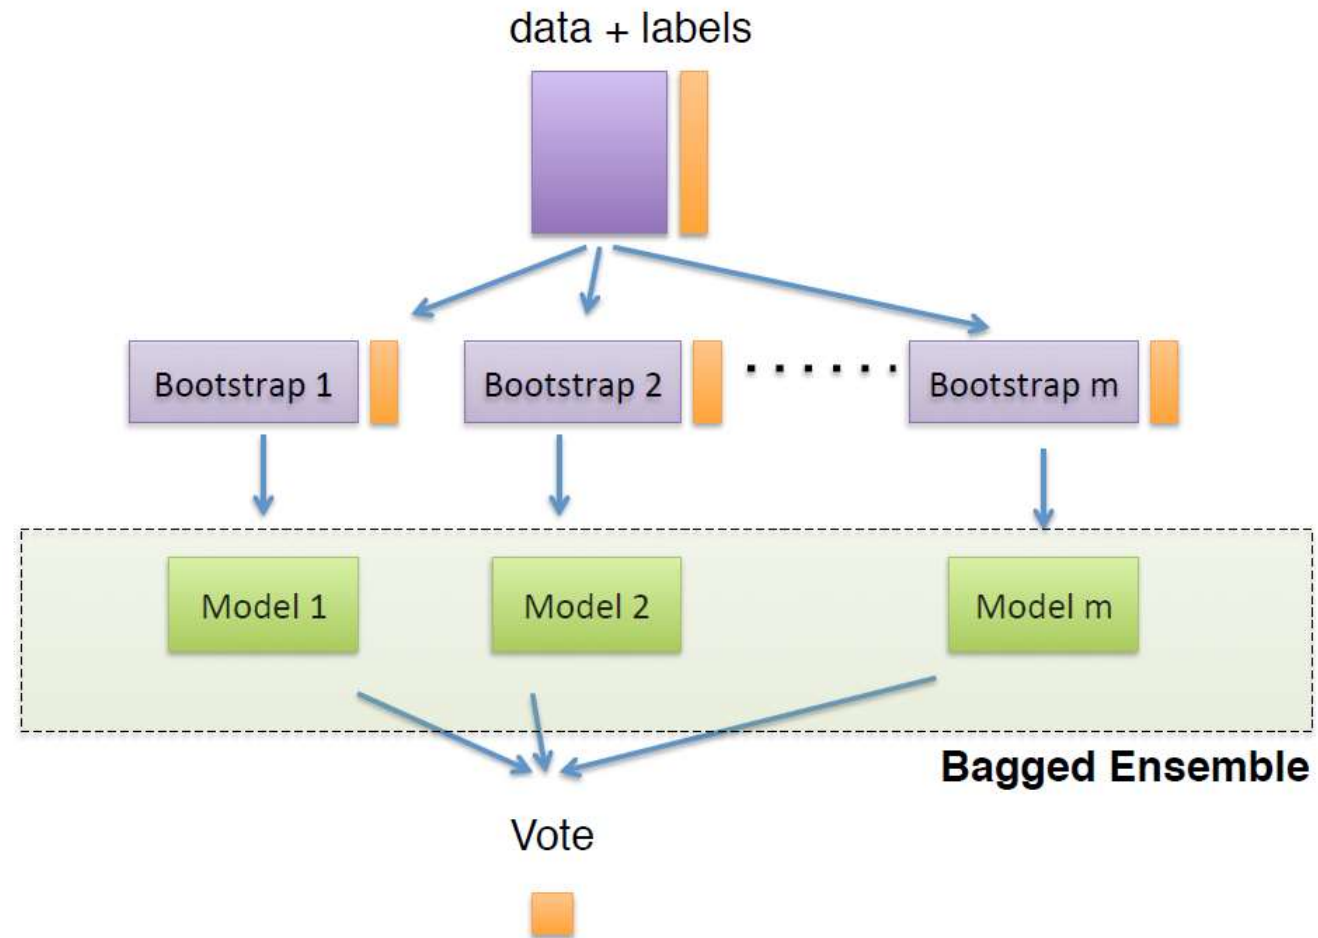 data + labels
Bootstrap 1
Bootstrap 2
Bootstrap m
Model 1
Model 2
Model m
Bagged Ensemble
Vote